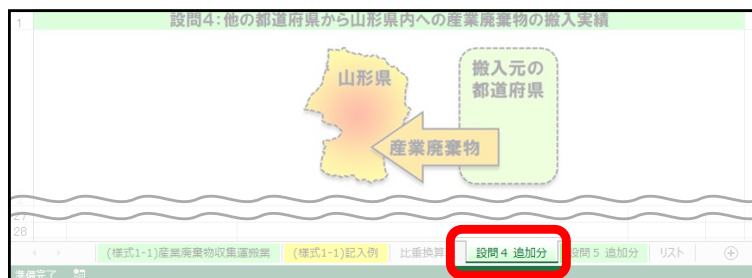 1 設問4：他の都道府県から山形県内への産業廃棄物の搬入実績
山形県
搬入元の
都道府県
産業廃棄物
27
28
(様式1-1)産業廃棄物収集運搬業 (様式1-1)記入例 比重換算 設問4 追加分 設問5 追加分 リスト
準備完了